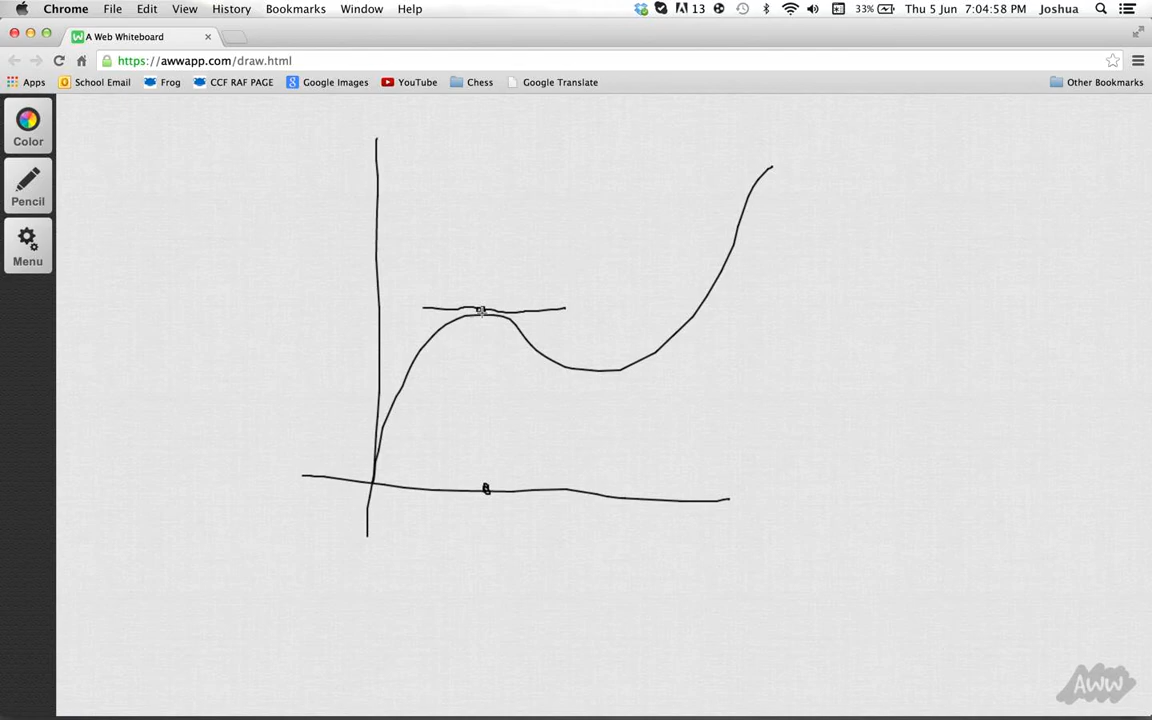 Chrome File Edit View History Bookmarks Window Help 13 33% Thu 5 Jun 7:04:58 PM Joshua
A Web Whiteboard
https://awwapp.com/draw.html
Apps School Email Frog CCF RAF PAGE Google Images YouTube Chess Google Translate Other Bookmarks
Color
Pencil
Menu
AWW